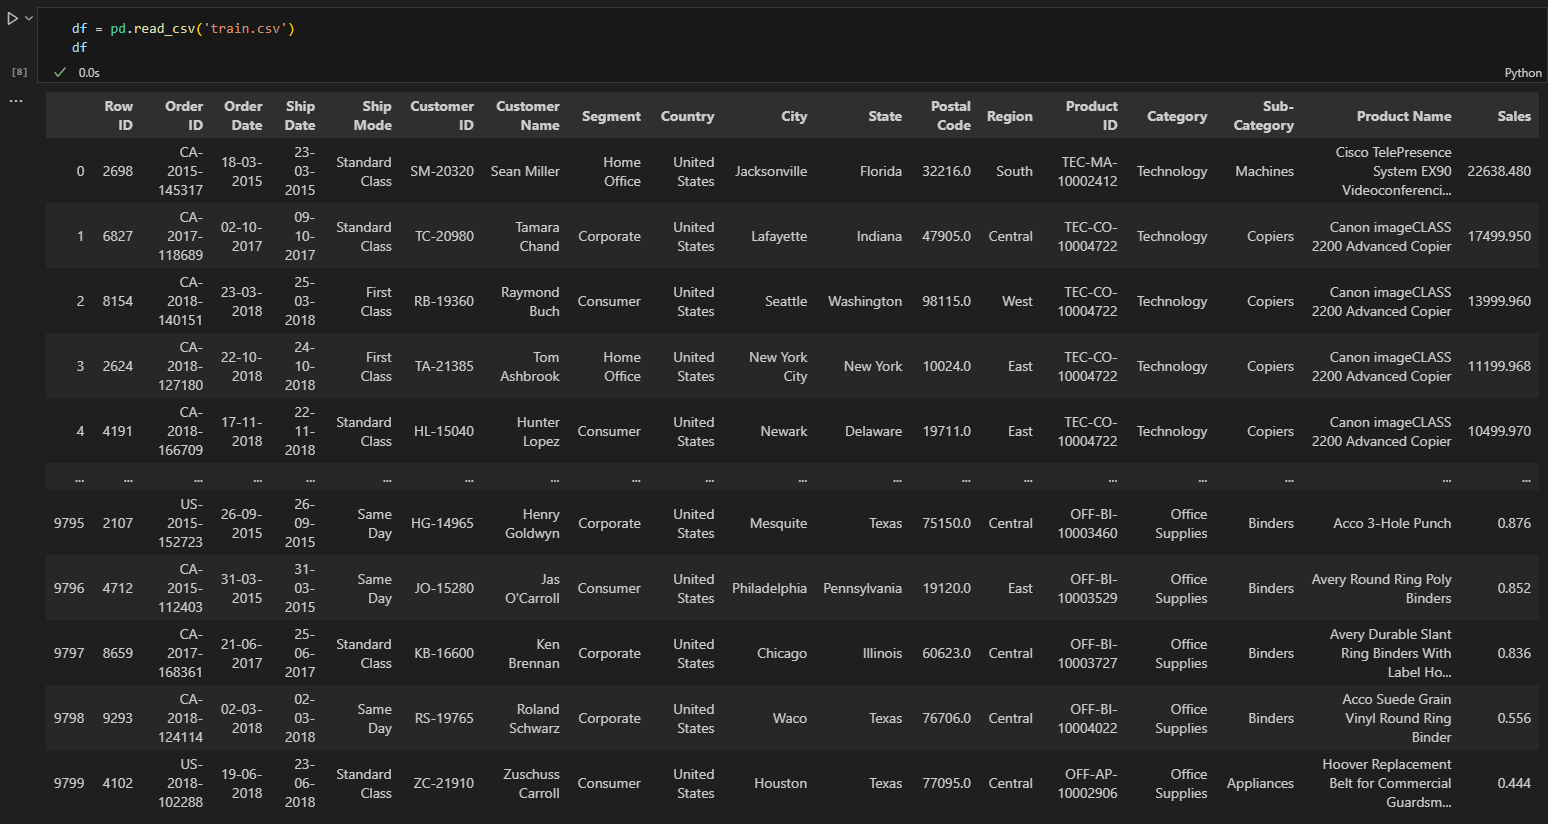 df = pd.read_csv('train.csv')
df
[8] 0.0s Python
...
Row ID Order ID Order Date Ship Date Ship Mode Customer ID Customer Name Segment Country City State Postal Code Region Product ID Category Sub-Category Product Name Sales
0 2698 CA-2015-145317 18-03-2015 23-03-2015 Standard Class SM-20320 Sean Miller Home Office United States Jacksonville Florida 32216.0 South TEC-MA-10002412 Technology Machines Cisco TelePresence System EX90 Videoconferenci... 22638.480
1 6827 CA-2017-118689 02-10-2017 09-10-2017 Standard Class TC-20980 Tamara Chand Corporate United States Lafayette Indiana 47905.0 Central TEC-CO-10004722 Technology Copiers Canon imageCLASS 2200 Advanced Copier 17499.950
2 8154 CA-2018-140151 23-03-2018 25-03-2018 First Class RB-19360 Raymond Buch Consumer United States Seattle Washington 98115.0 West TEC-CO-10004722 Technology Copiers Canon imageCLASS 2200 Advanced Copier 13999.960
3 2624 CA-2018-127180 22-10-2018 24-10-2018 First Class TA-21385 Tom Ashbrook Home Office United States New York City New York 10024.0 East TEC-CO-10004722 Technology Copiers Canon imageCLASS 2200 Advanced Copier 11199.968
4 4191 CA-2018-166709 17-11-2018 22-11-2018 Standard Class HL-15040 Hunter Lopez Consumer United States Newark Delaware 19711.0 East TEC-CO-10004722 Technology Copiers Canon imageCLASS 2200 Advanced Copier 10499.970
... ... ... ... ... ... ... ... ... ... ... ... ... ... ... ... ... ... ...
9795 2107 US-2015-152723 26-09-2015 26-09-2015 Same Day HG-14965 Henry Goldwyn Corporate United States Mesquite Texas 75150.0 Central OFF-BI-10003460 Office Supplies Binders Acco 3-Hole Punch 0.876
9796 4712 CA-2015-112403 31-03-2015 31-03-2015 Same Day JO-15280 Jas O'Carroll Consumer United States Philadelphia Pennsylvania 19120.0 East OFF-BI-10003529 Office Supplies Binders Avery Round Ring Poly Binders 0.852
9797 8659 CA-2017-168361 21-06-2017 25-06-2017 Standard Class KB-16600 Ken Brennan Corporate United States Chicago Illinois 60623.0 Central OFF-BI-10003727 Office Supplies Binders Avery Durable Slant Ring Binders With Label Ho... 0.836
9798 9293 CA-2018-124114 02-03-2018 02-03-2018 Same Day RS-19765 Roland Schwarz Corporate United States Waco Texas 76706.0 Central OFF-BI-10004022 Office Supplies Binders Acco Suede Grain Vinyl Round Ring Binder 0.556
9799 4102 US-2018-102288 19-06-2018 23-06-2018 Standard Class ZC-21910 Zuschuss Carroll Consumer United States Houston Texas 77095.0 Central OFF-AP-10002906 Office Supplies Appliances Hoover Replacement Belt for Commercial Guardsm... 0.444